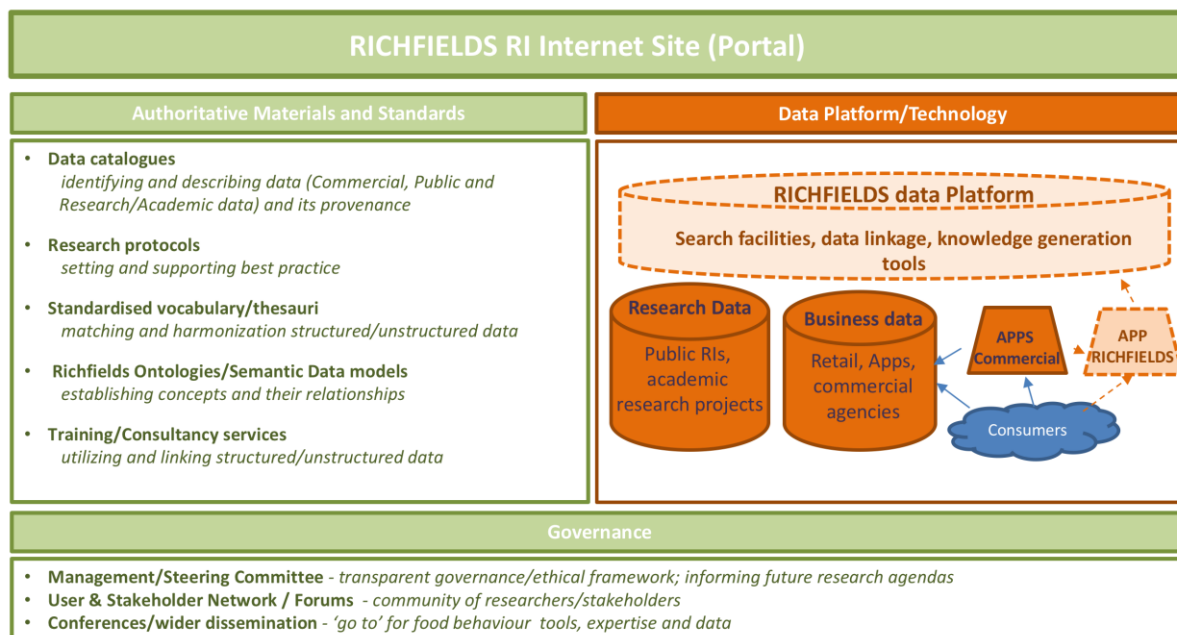 RICHFIELDS RI Internet Site (Portal)
Authoritative Materials and Standards
• Data catalogues
identifying and describing data (Commercial, Public and
Research/Academic data) and its provenance
• Research protocols
setting and supporting best practice
• Standardised vocabulary/thesauri
matching and harmonization structured/unstructured data
• Richfields Ontologies/Semantic Data models
establishing concepts and their relationships
• Training/Consultancy services
utilizing and linking structured/unstructured data
Data Platform/Technology
RICHFIELDS data Platform
Search facilities, data linkage, knowledge generation
tools
Research Data
Public RIs,
academic
research projects
Business data
Retail, Apps,
commercial
agencies
APPS
Commercial
APP
RICHFIELDS
Consumers
Governance
• Management/Steering Committee - transparent governance/ethical framework; informing future research agendas
• User & Stakeholder Network / Forums - community of researchers/stakeholders
• Conferences/wider dissemination - ‘go to’ for food behaviour tools, expertise and data